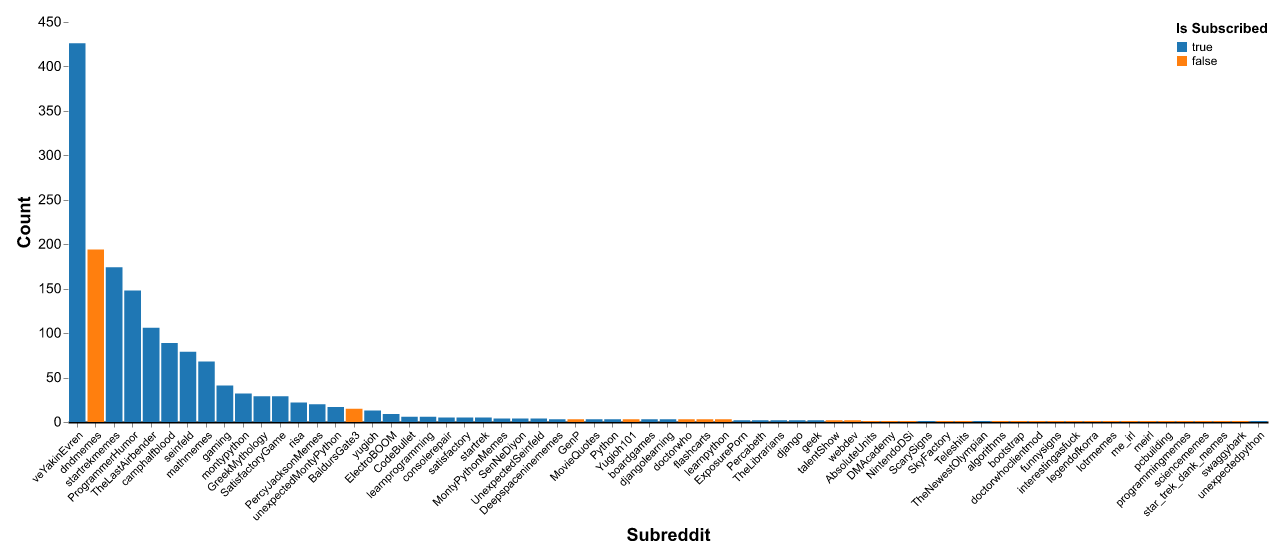 450
400
350
300
250
200
150
100
50
0
Count
Is Subscribed
true
false
veYakinEvren
dndmemes
startrekmemes
ProgrammerHumor
TheLastAirbender
camphalfblood
seinfeld
mathmemes
gaming
montypython
GreekMythology
SatisfactoryGame
risa
PercyJacksonMemes
unexpectedMontyPython
BaldursGate3
yugioh
ElectroBOOM
CodeBullet
learnprogramming
consolerepair
satisfactory
startrek
MontyPythonMemes
SenNeDiyon
UnexpectedSeinfeld
Deepspaceninememes
GenP
MovieQuotes
Python
Yugioh101
boardgames
djangolearning
doctorwho
flashcarts
learnpython
ExposurePorn
Percabeth
TheLibrarians
django
geek
talentShow
webdev
AbsoluteUnits
DMAcademy
NintendoDSi
ScarySigns
SkyFactory
Telethits
TheNewestOlympian
algorithms
bootstrap
doctorwhocirclentmod
funnysigns
interestingasfuck
legendofkorra
lotrmemes
me_irl
meirl
pcbuilding
programmingmemes
sciencememes
star_trek_dank_memes
swaggybark
unexpectedpython
Subreddit